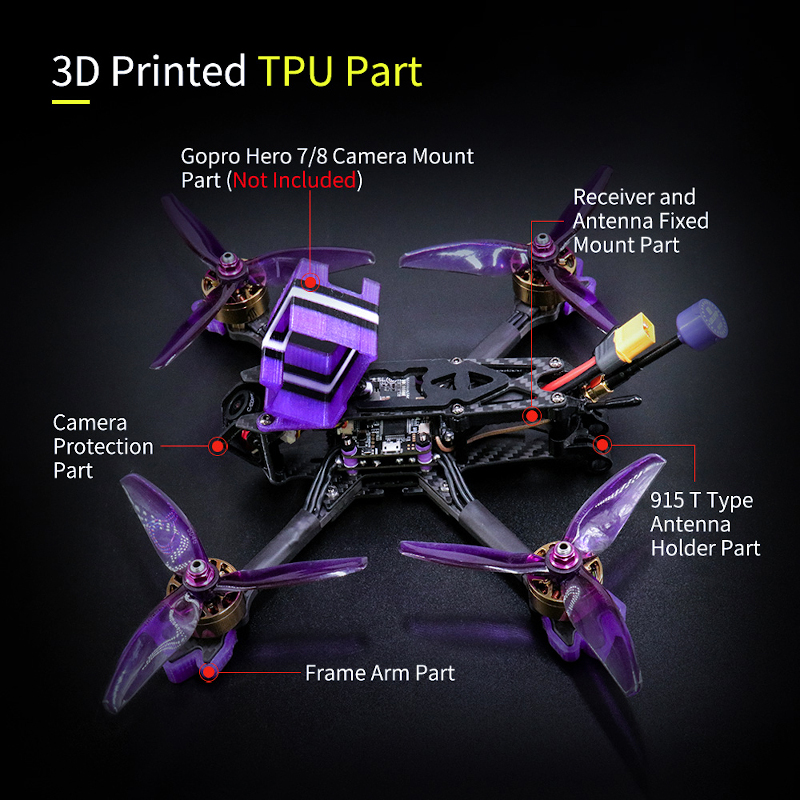 3D Printed TPU Part
Gopro Hero 7/8 Camera Mount
Part (Not Included)
Receiver and
Antenna Fixed
Mount Part
Camera
Protection
Part
915 T Type
Antenna
Holder Part
Frame Arm Part